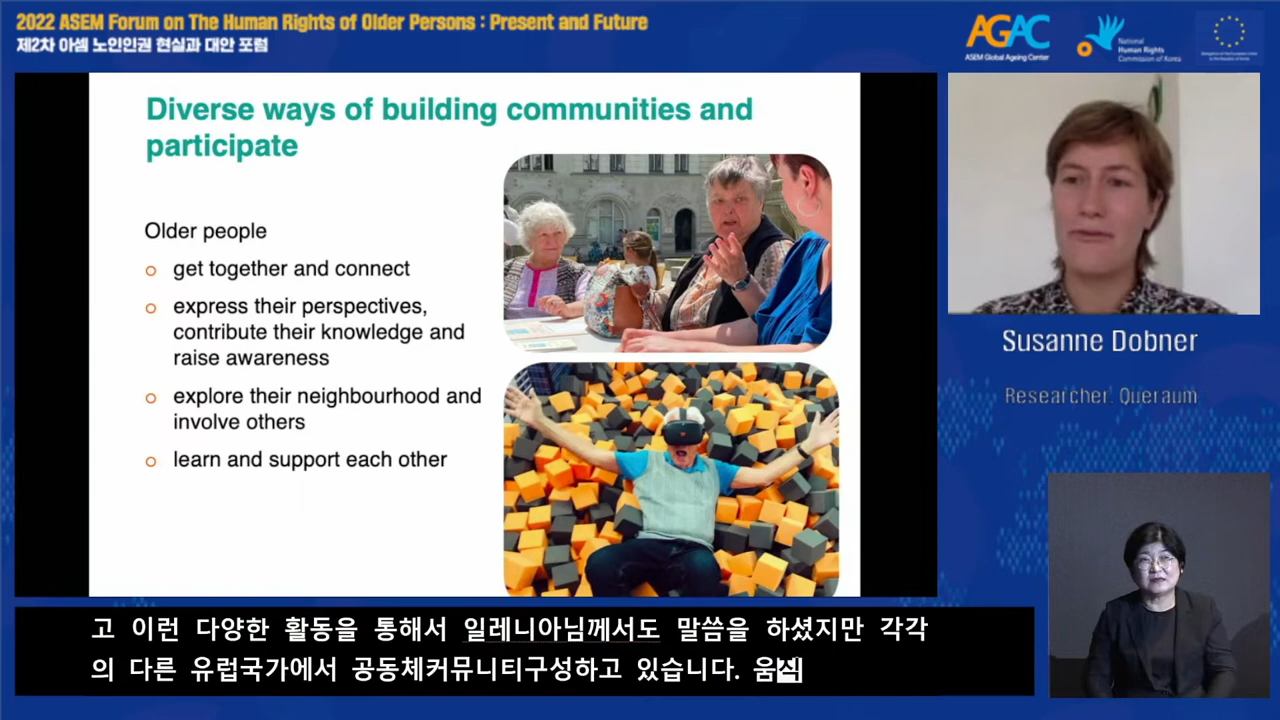 2022 ASEM Forum on The Human Rights of Older Persons : Present and Future
제2차 아셈 노인인권 현실과 대안 포럼
AGAC
ASEM Global Ageing Center
National
Human Rights
Commission of Korea
Diverse ways of building communities and
participate
Older people
get together and connect
express their perspectives,
contribute their knowledge and
raise awareness
explore their neighbourhood and
involve others
learn and support each other
Susanne Dobner
Researcher, Queraum
고 이런 다양한 활동을 통해서 일레니아님께서도 말씀을 하셨지만 각각
의 다른 유럽국가에서 공동체커뮤니티구성하고 있습니다. 움직